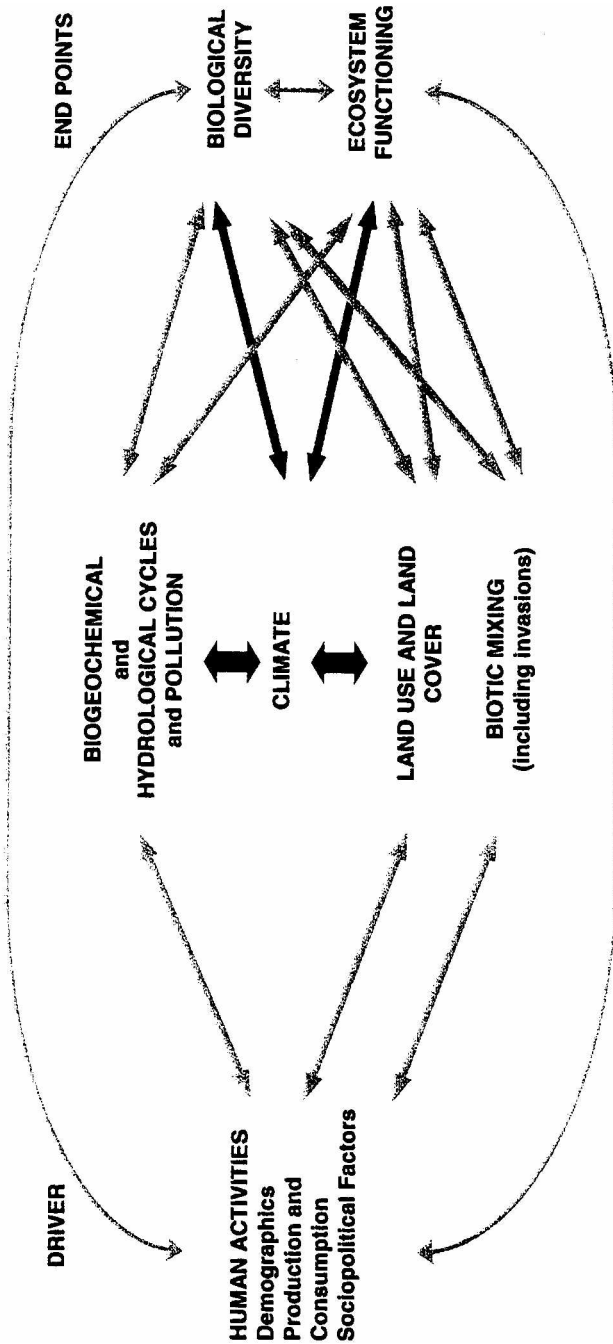 DRIVER
END POINTS
HUMAN ACTIVITIES
Demographics
Production and
Consumption
Sociopolitical Factors
BIOGEOCHEMICAL
and
HYDROLOGICAL CYCLES
and POLLUTION
CLIMATE
LAND USE AND LAND
COVER
BIOTIC MIXING
(including invasions)
BIOLOGICAL
DIVERSITY
ECOSYSTEM
FUNCTIONING